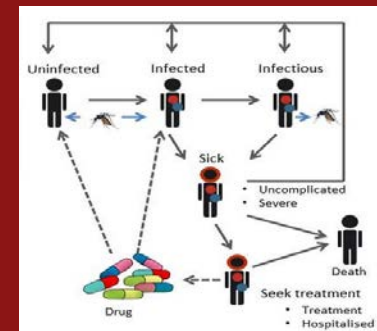 Uninfected
Infected
Infectious
Sick
• Uncomplicated
• Severe
Death
Drug
Seek treatment
• Treatment
• Hospitalised